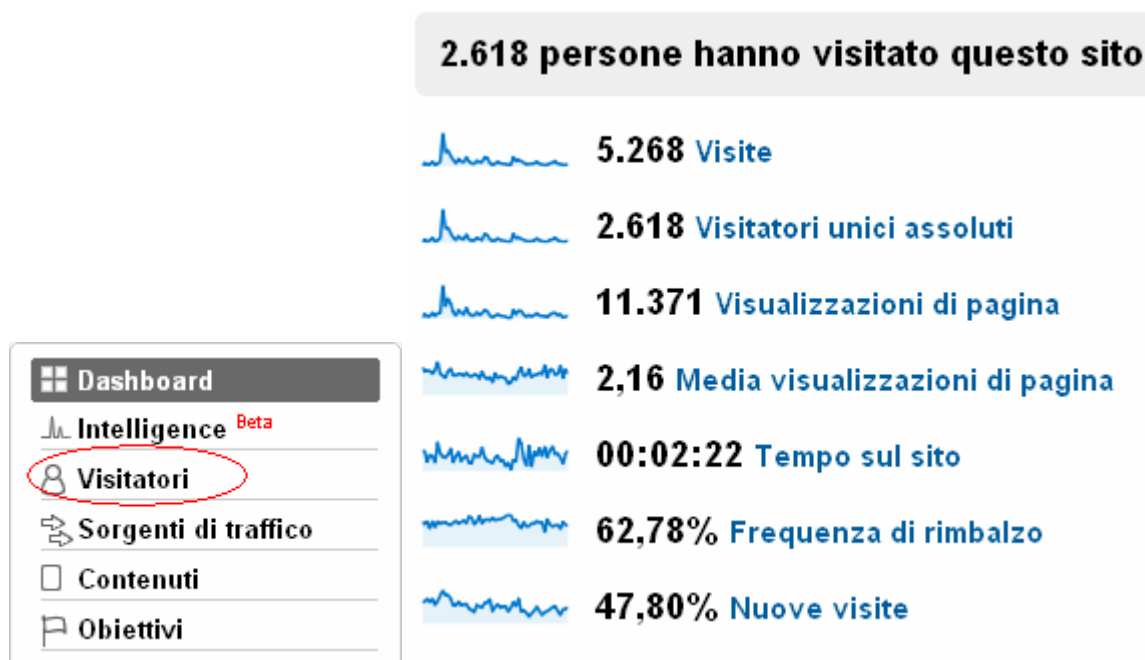 2.618 persone hanno visitato questo sito
5.268 Visite
2.618 Visitatori unici assoluti
11.371 Visualizzazioni di pagina
2,16 Media visualizzazioni di pagina
00:02:22 Tempo sul sito
62,78% Frequenza di rimbalzo
47,80% Nuove visite
Dashboard
Intelligence Beta
Visitatori
Sorgenti di traffico
Contenuti
Obiettivi